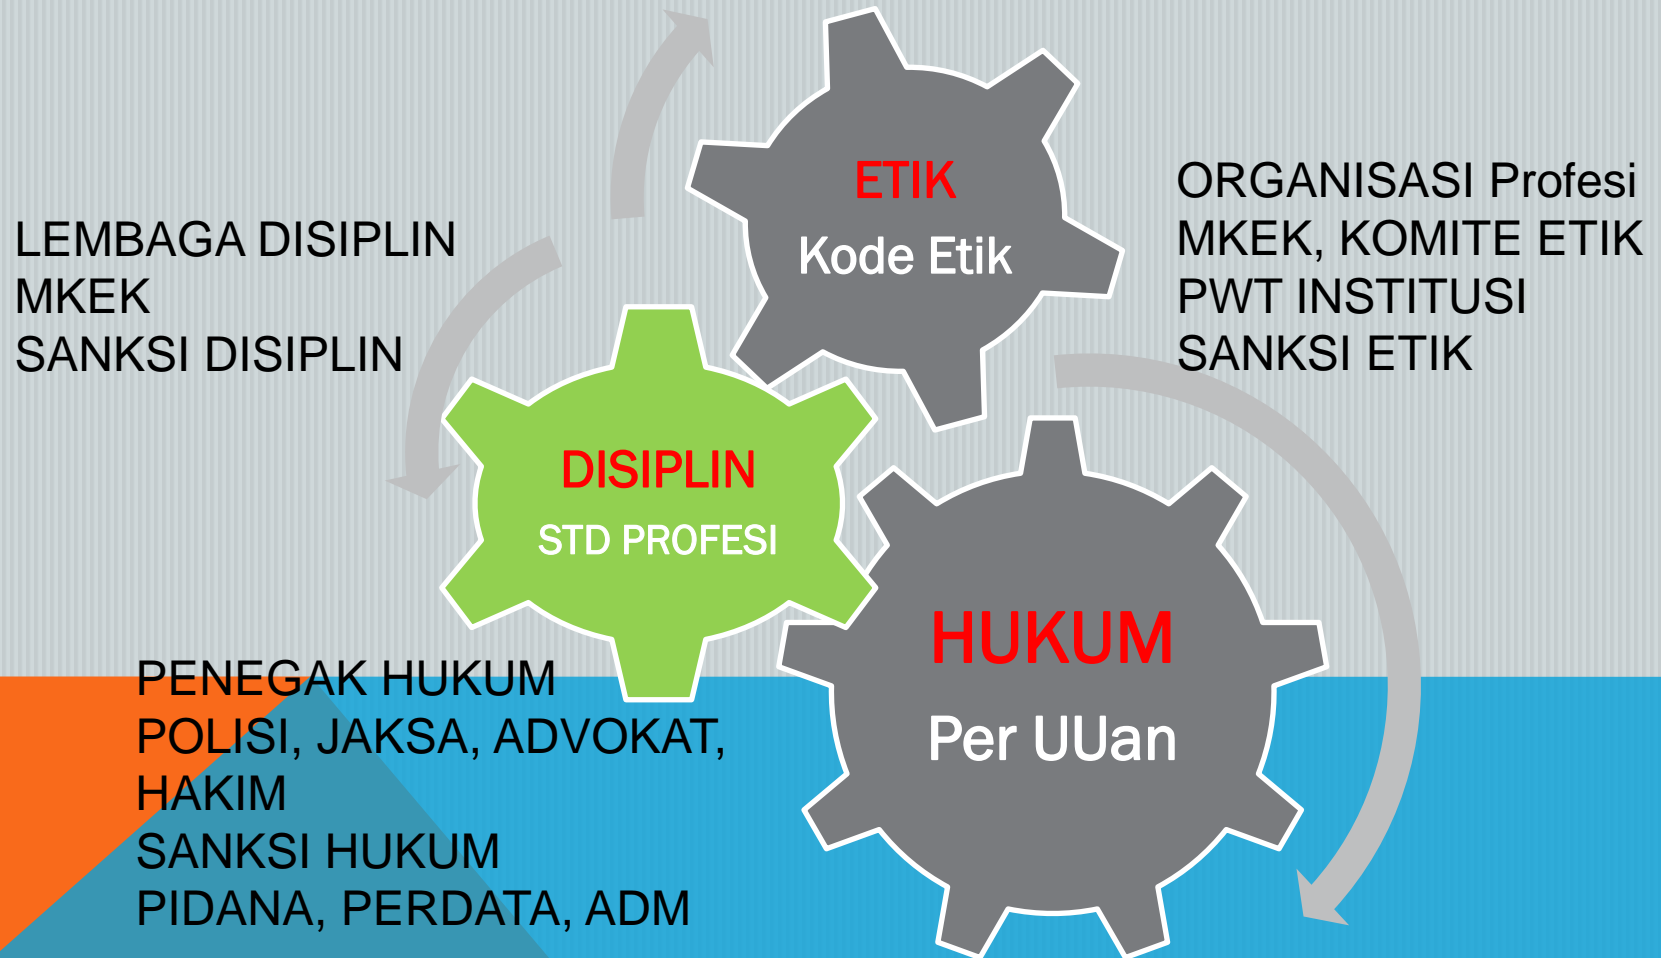 ETIK
Kode Etik
ORGANISASI Profesi
MKEK, KOMITE ETIK
PWT INSTITUSI
SANKSI ETIK
LEMBAGA DISIPLIN
MKEK
SANKSI DISIPLIN
DISIPLIN
STD PROFESI
HUKUM
Per UUan
PENEGAK HUKUM
POLISI, JAKSA, ADVOKAT,
HAKIM
SANKSI HUKUM
PIDANA, PERDATA, ADM